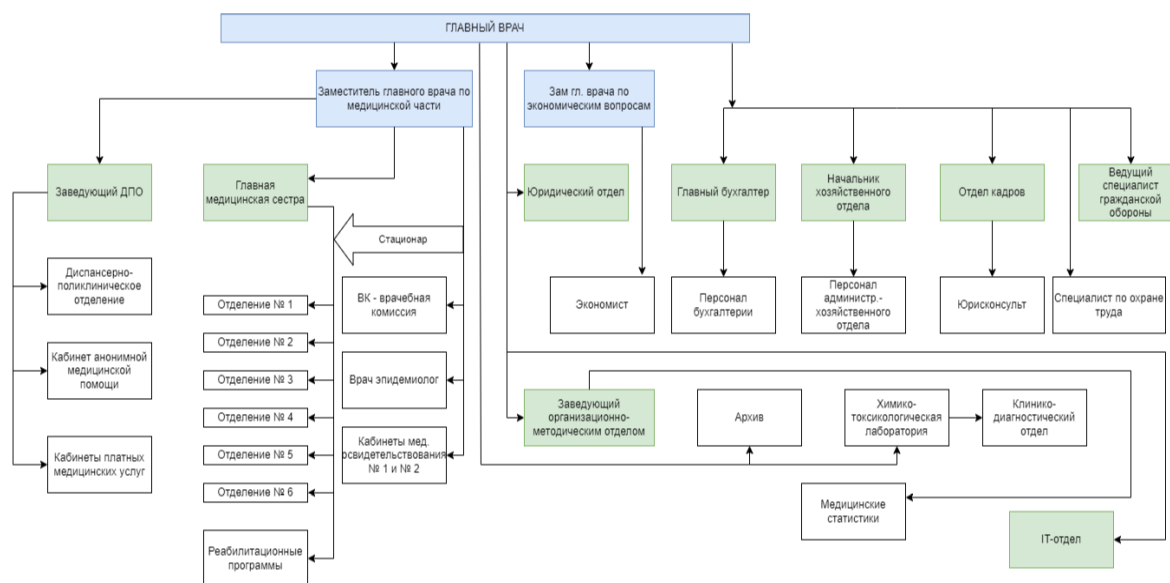 ГЛАВНЫЙ ВРАЧ
Заместитель главного врача по
медицинской части
Зам гл. врача по
экономическим вопросам
Заведующий ДПО
Главная
медицинская сестра
Юридический отдел
Главный бухгалтер
Начальник
хозяйственного
отдела
Отдел кадров
Ведущий
специалист
гражданской
обороны
Стационар
Диспансерно-
поликлиническое
отделение
ВК - врачебная
комиссия
Экономист
Персонал
бухгалтерии
Персонал
администр.-
хозяйственного
отдела
Юрисконсульт
Специалист по охране
труда
Отделение № 1
Отделение № 2
Кабинет анонимной
медицинской
помощи
Отделение № 3
Врач эпидемиолог
Отделение № 4
Заведующий
организационно-
методическим отделом
Архив
Химико-
токсикологическая
лаборатория
Клинико-
диагностический
отдел
Кабинеты платных
медицинских услуг
Отделение № 5
Кабинеты мед.
освидетельствования
№ 1 и № 2
Отделение № 6
Медицинские
статистики
Реабилитационные
программы
IT-отдел